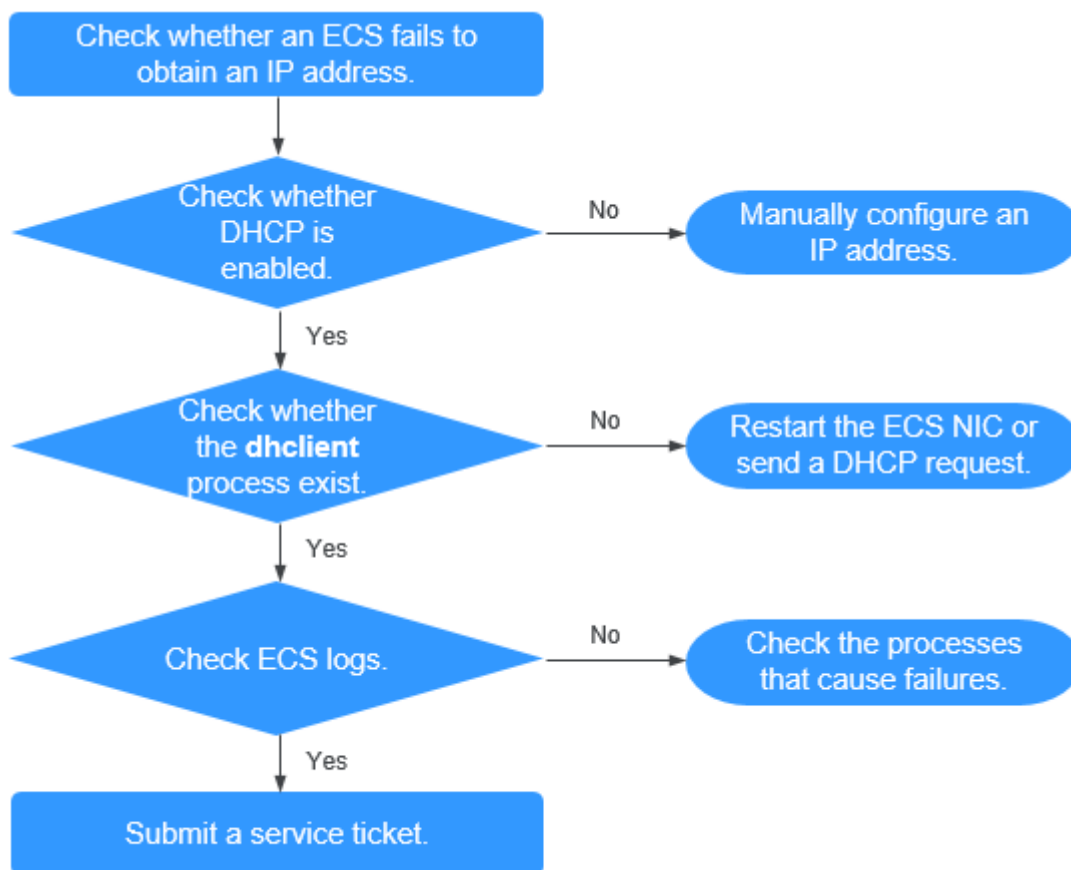 Check whether an ECS fails to
obtain an IP address.
Check whether
DHCP is
enabled.
No
Manually configure an
IP address.
Yes
Check whether
the dhclient
process exist.
No
Restart the ECS NIC or
send a DHCP request.
Yes
Check ECS logs.
No
Check the processes
that cause failures.
Yes
Submit a service ticket.